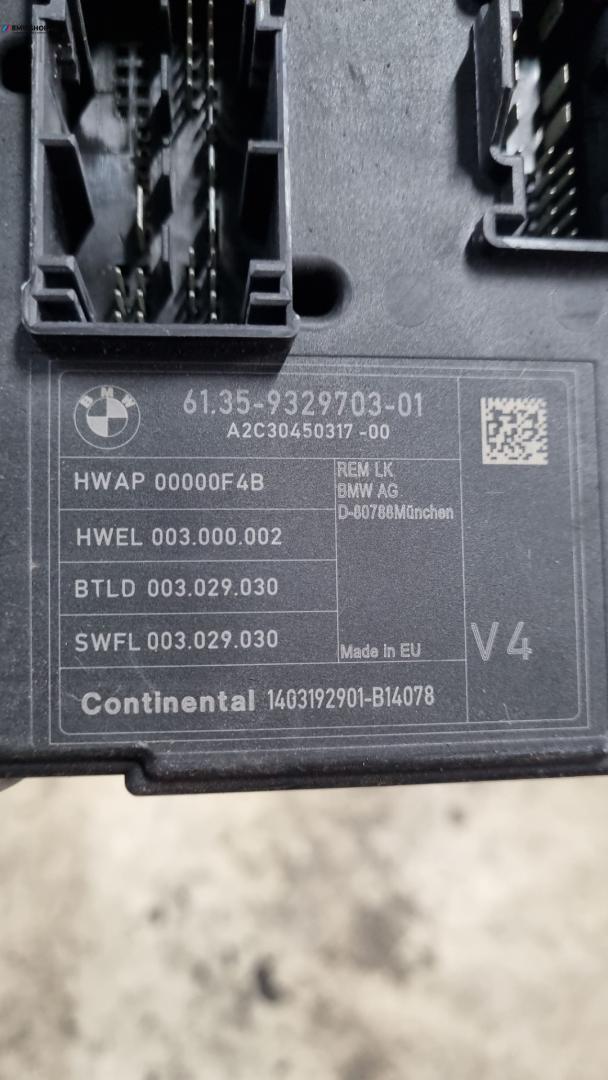 BMW
61.35-9329703-01
A2C30450317-00
HWAP 00000F4B
HWEL 003.000.002
BTLD 003.029.030
SWFL 003.029.030
REM LK
BMW AG
D-80788München
Made in EU
V4
Continental 1403192901-B14078